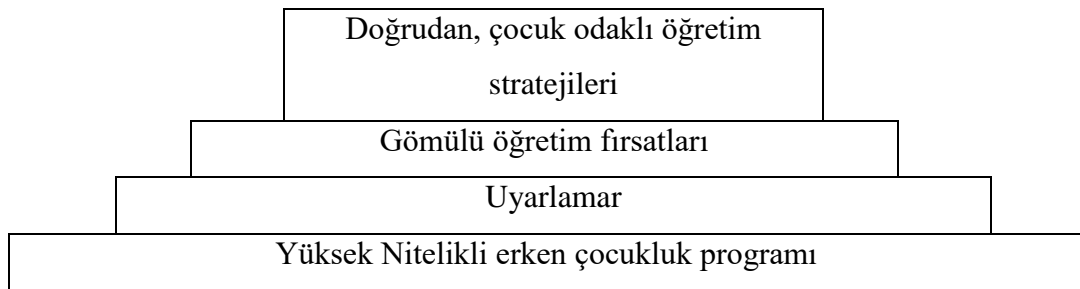 Doğrudan, çocuk odaklı öğretim
stratejileri
Gömülü öğretim fırsatları
Uyarlamar
Yüksek Nitelikli erken çocukluk programı